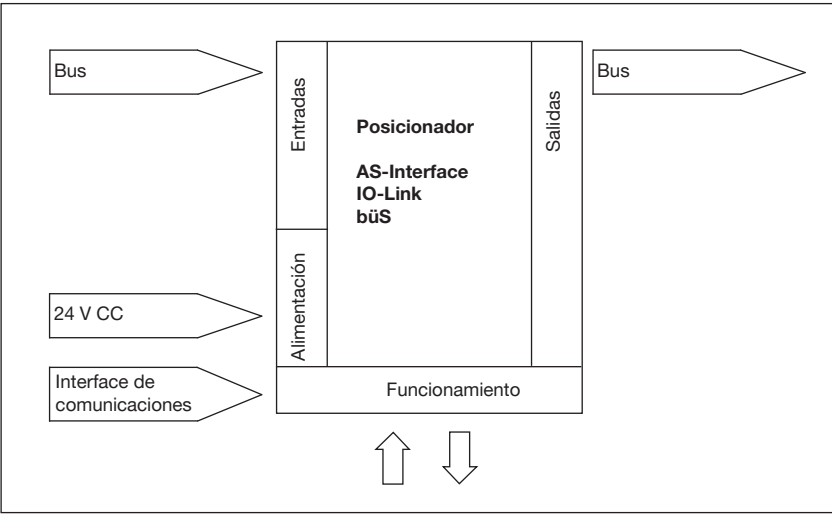 Bus
Entradas
Posicionador
AS-Interface
IO-Link
büS
Salidas
Bus
24 V CC
Alimentación
Interface de
comunicaciones
Funcionamiento